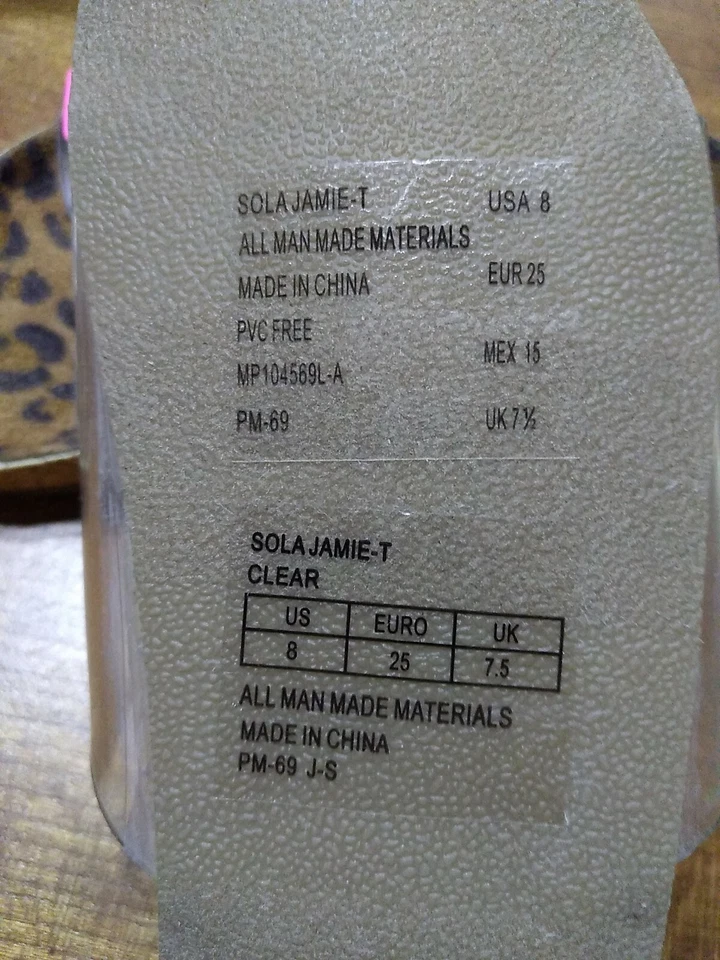 SOLA JAMIE-T USA 8
ALL MAN MADE MATERIALS
MADE IN CHINA EUR 25
PVC FREE
MEX 15
MP104569L-A
PM-69 UK 7 ½
SOLA JAMIE-T
CLEAR
US EURO UK
8 25 7.5
ALL MAN MADE MATERIALS
MADE IN CHINA
PM-69 J-S